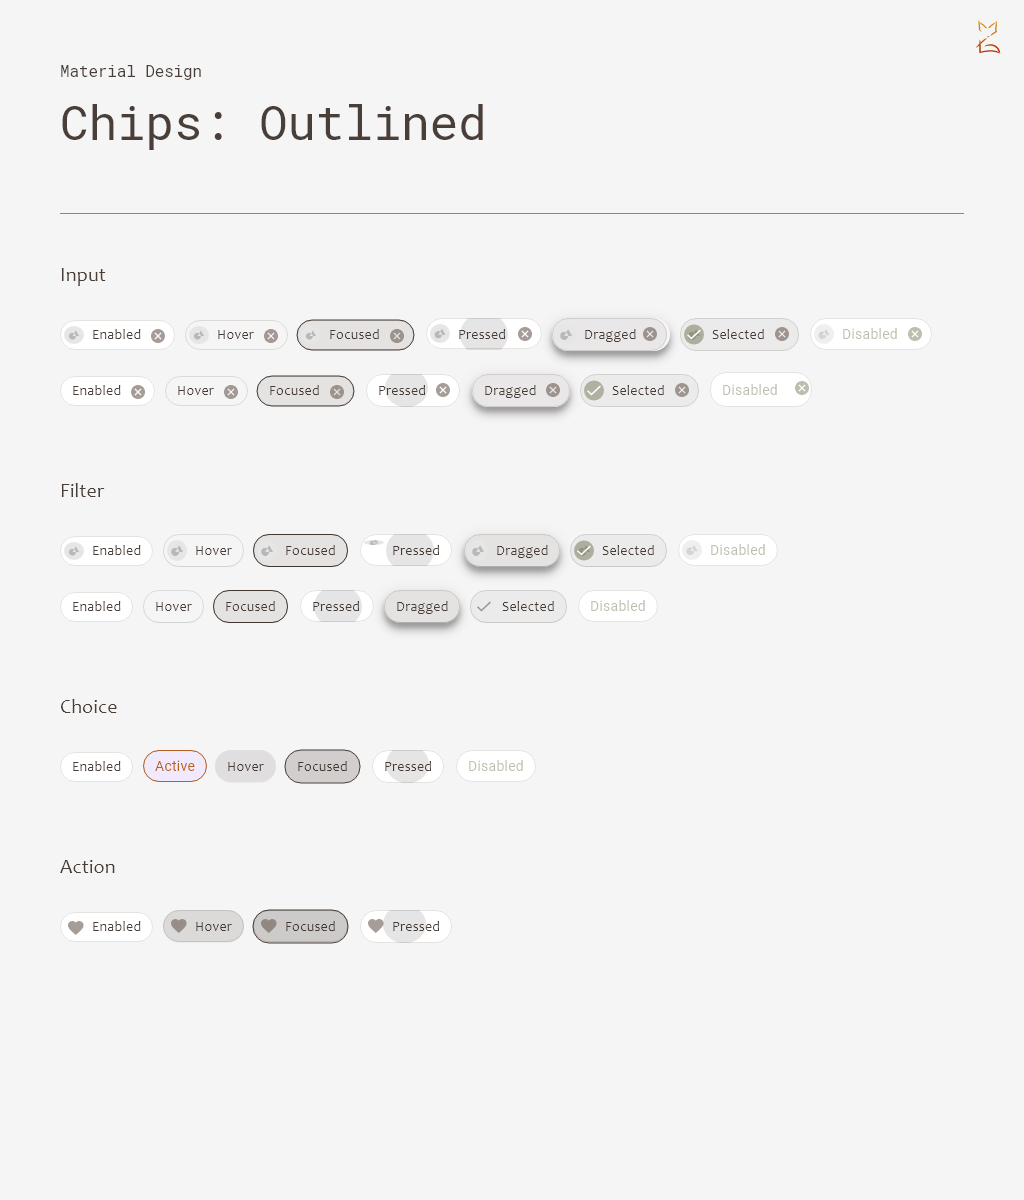 Material Design
Chips: Outlined
Input
Enabled Hover Focused Pressed Dragged Selected Disabled
Enabled Hover Focused Pressed Dragged Selected Disabled
Filter
Enabled Hover Focused Pressed Dragged Selected Disabled
Enabled Hover Focused Pressed Dragged Selected Disabled
Choice
Enabled Active Hover Focused Pressed Disabled
Action
Enabled Hover Focused Pressed